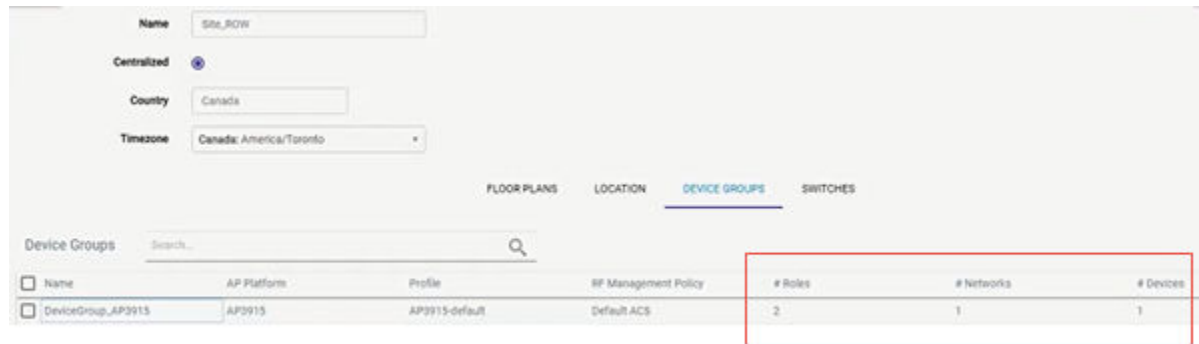 Name Site_ROW
Centralized
Country Canada
Timezone Canada: America/Toronto
FLOOR PLANS LOCATION DEVICE GROUPS SWITCHES
Device Groups Search...
Name AP Platform Profile RF Management Policy # Roles # Networks # Devices
DeviceGroup_AP3915 AP3915 AP3915-default Default ACS 2 1 1